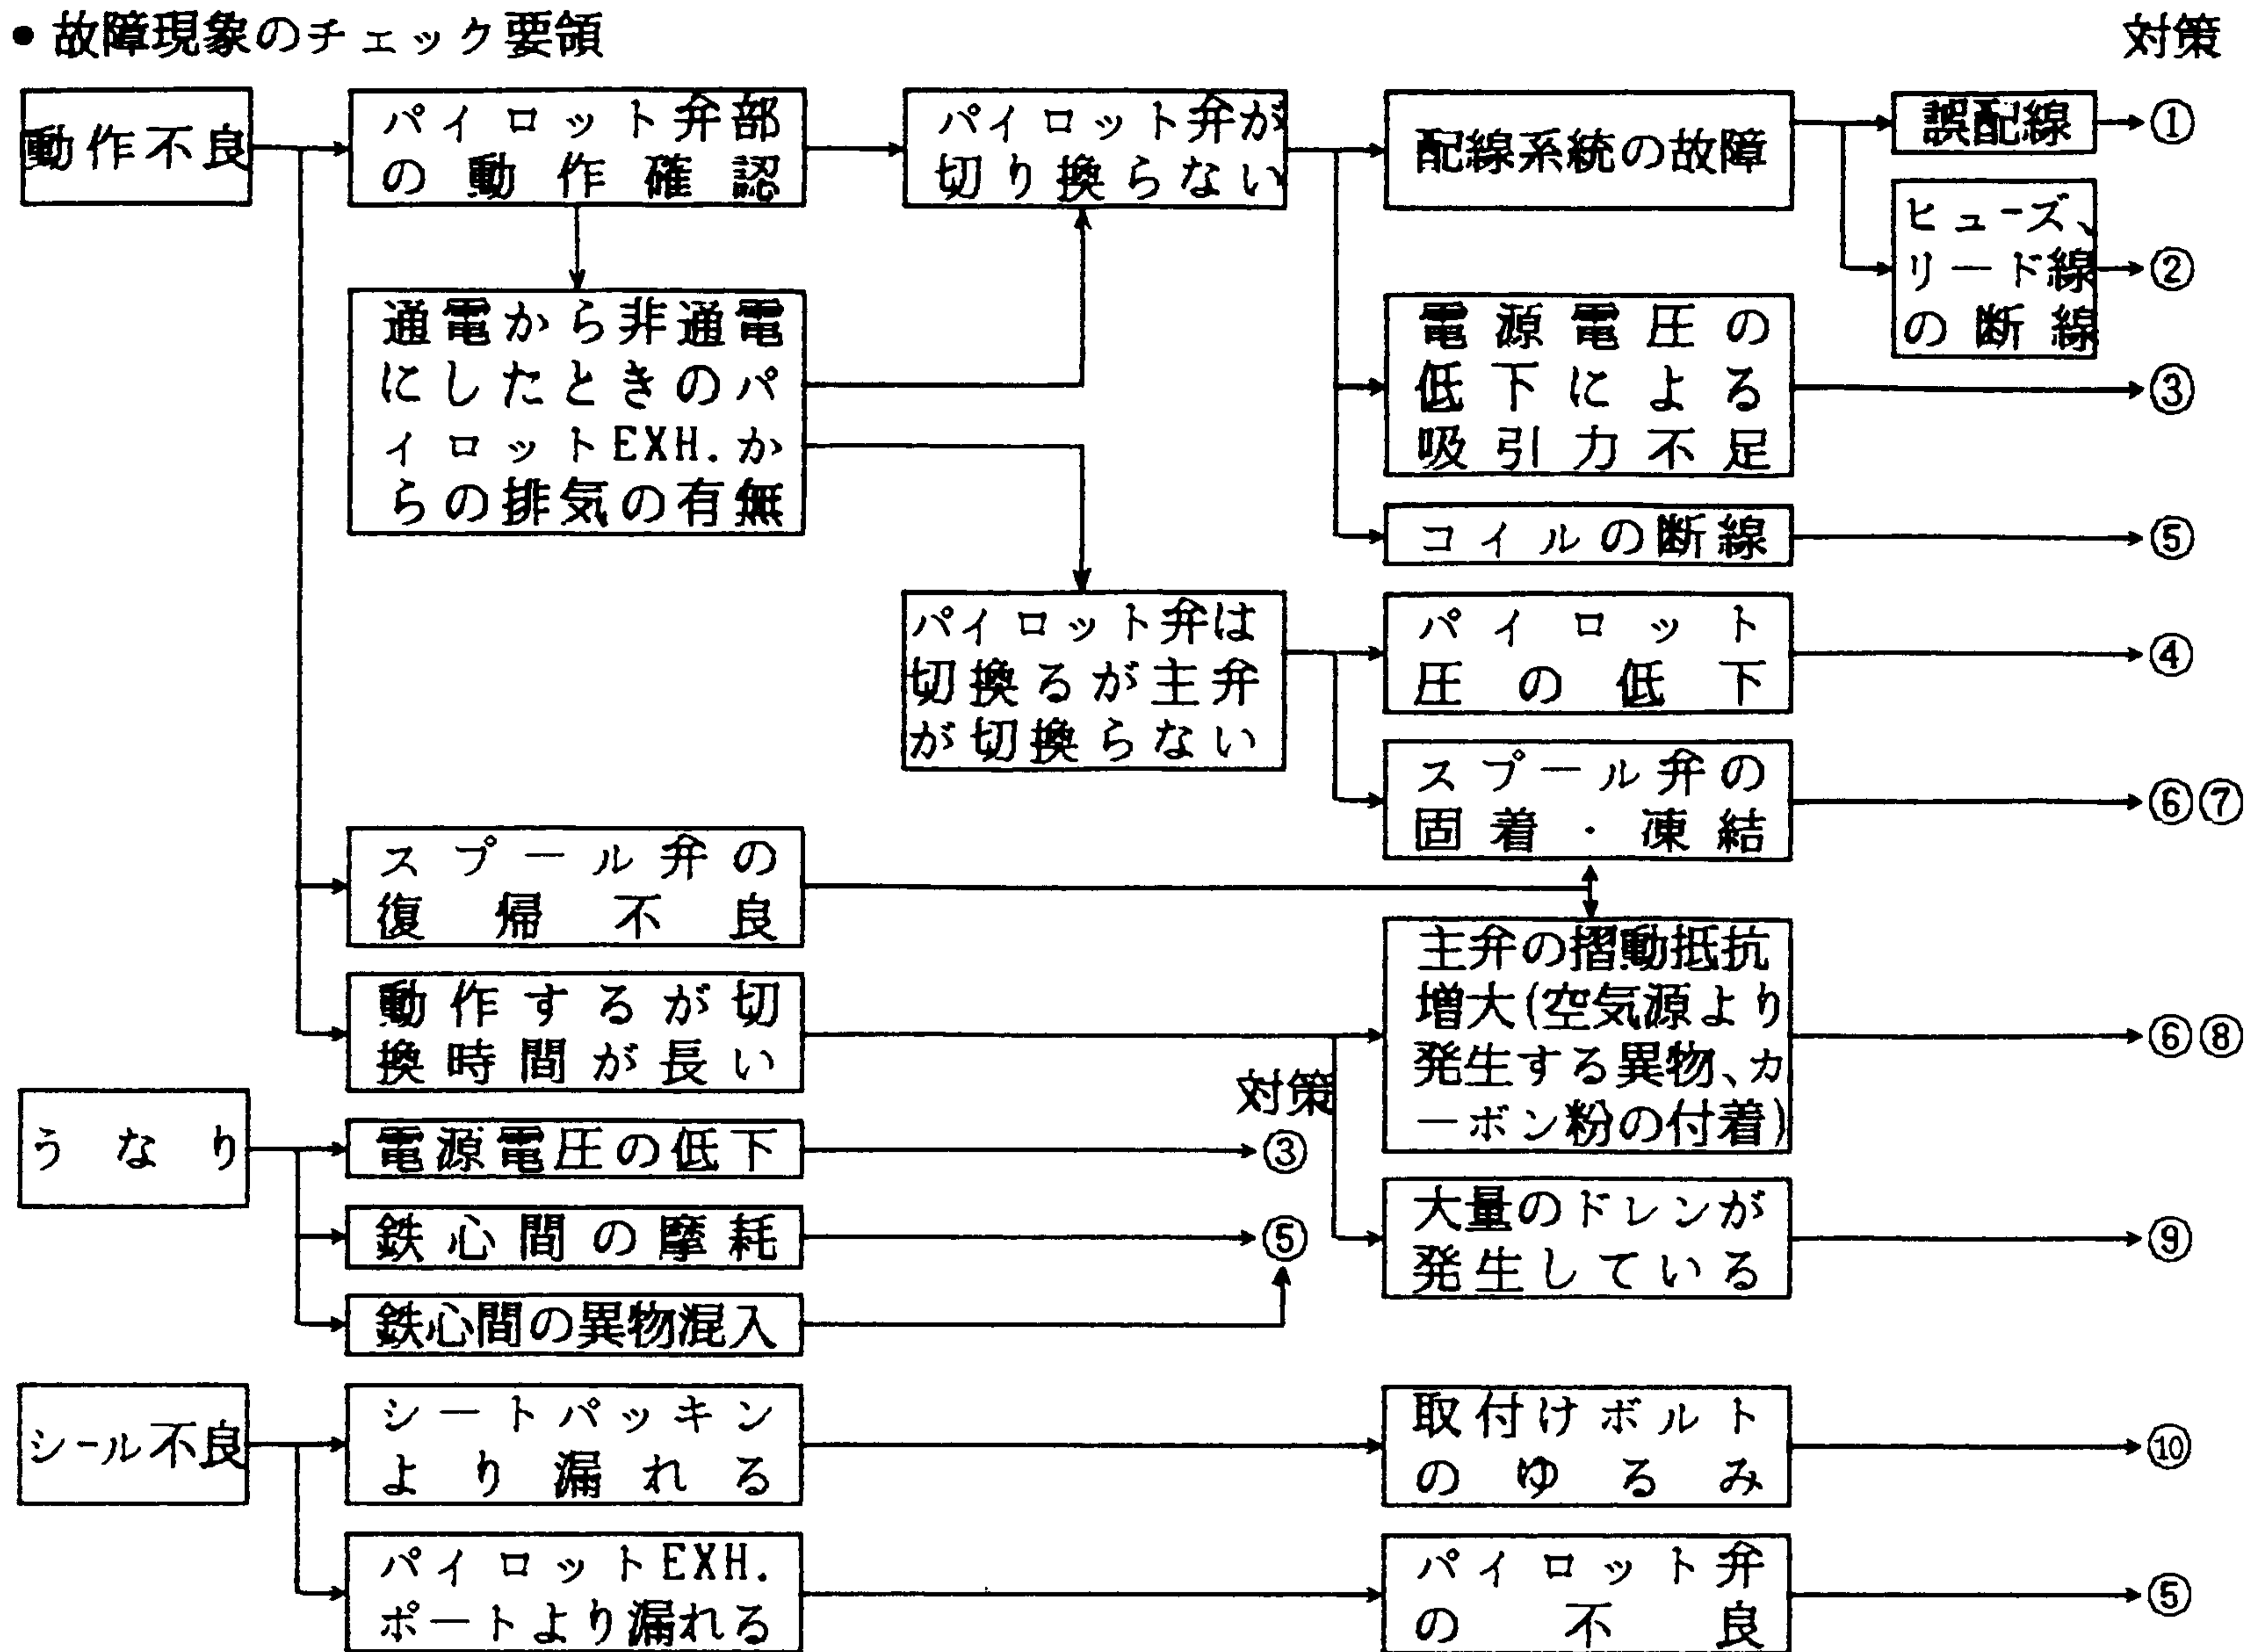 • 故障現象のチェック要領
対策
動作不良
パイロット弁部
の動作確認
パイロット弁が
切り換らない
配線系統の故障
誤配線
①
ヒューズ、
リード線
の断線
②
通電から非通電
にしたときのパ
イロットEXH.か
らの排気の有無
電源電圧の
低下による
吸引力不足
③
コイルの断線
⑤
パイロット弁は
切換るが主弁
が切換らない
パイロット
圧の低下
④
スプール弁の
固着・凍結
⑥⑦
スプール弁の
復帰不良
動作するが切
換時間が長い
主弁の摺動抵抗
増大(空気源より
発生する異物、カ
ーボン粉の付着)
⑥⑧
大量のドレンが
発生している
⑨
うなり
対策
電源電圧の低下
③
鉄心間の摩耗
⑤
鉄心間の異物混入
シール不良
シートパッキン
より漏れる
取付けボルト
のゆるみ
⑩
パイロットEXH.
ポートより漏れる
パイロット弁
の不良
⑤